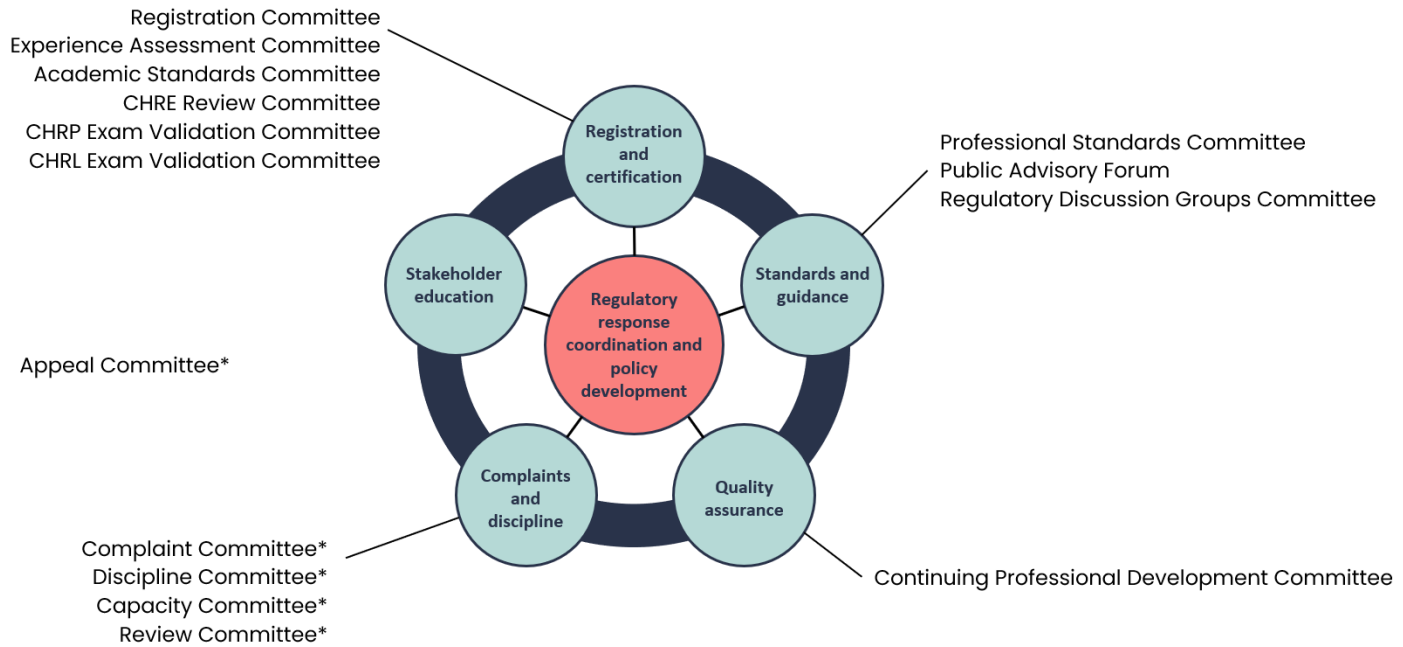 Registration Committee
Experience Assessment Committee
Academic Standards Committee
CHRE Review Committee
CHRP Exam Validation Committee
CHRL Exam Validation Committee
Registration
and
certification
Professional Standards Committee
Public Advisory Forum
Regulatory Discussion Groups Committee
Stakeholder
education
Standards and
guidance
Regulatory
response
coordination and
policy
development
Appeal Committee*
Complaints
and
discipline
Quality
assurance
Complaint Committee*
Discipline Committee*
Capacity Committee*
Review Committee*
Continuing Professional Development Committee